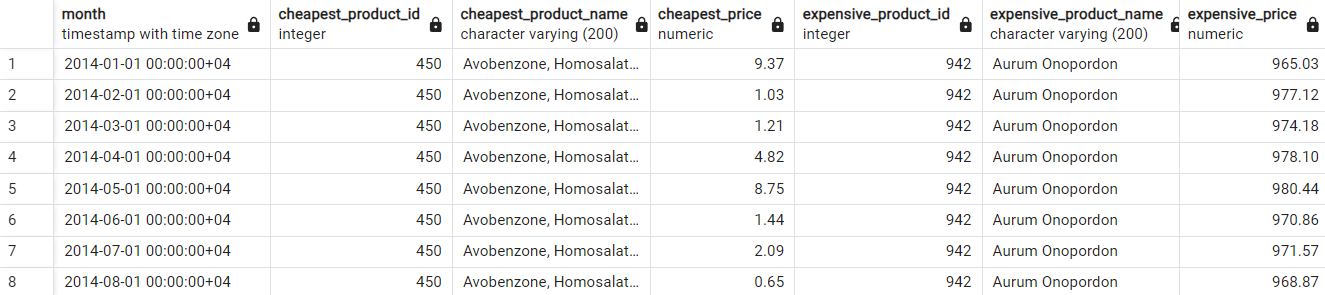 month cheapest_product_id cheapest_product_name cheapest_price expensive_product_id expensive_product_name expensive_price
timestamp with time zone integer character varying (200) numeric integer character varying (200) numeric
1 2014-01-01 00:00:00+04 450 Avobenzone, Homosalat... 9.37 942 Aurum Onopordon 965.03
2 2014-02-01 00:00:00+04 450 Avobenzone, Homosalat... 1.03 942 Aurum Onopordon 977.12
3 2014-03-01 00:00:00+04 450 Avobenzone, Homosalat... 1.21 942 Aurum Onopordon 974.18
4 2014-04-01 00:00:00+04 450 Avobenzone, Homosalat... 4.82 942 Aurum Onopordon 978.10
5 2014-05-01 00:00:00+04 450 Avobenzone, Homosalat... 8.75 942 Aurum Onopordon 980.44
6 2014-06-01 00:00:00+04 450 Avobenzone, Homosalat... 1.44 942 Aurum Onopordon 970.86
7 2014-07-01 00:00:00+04 450 Avobenzone, Homosalat... 2.09 942 Aurum Onopordon 971.57
8 2014-08-01 00:00:00+04 450 Avobenzone, Homosalat... 0.65 942 Aurum Onopordon 968.87